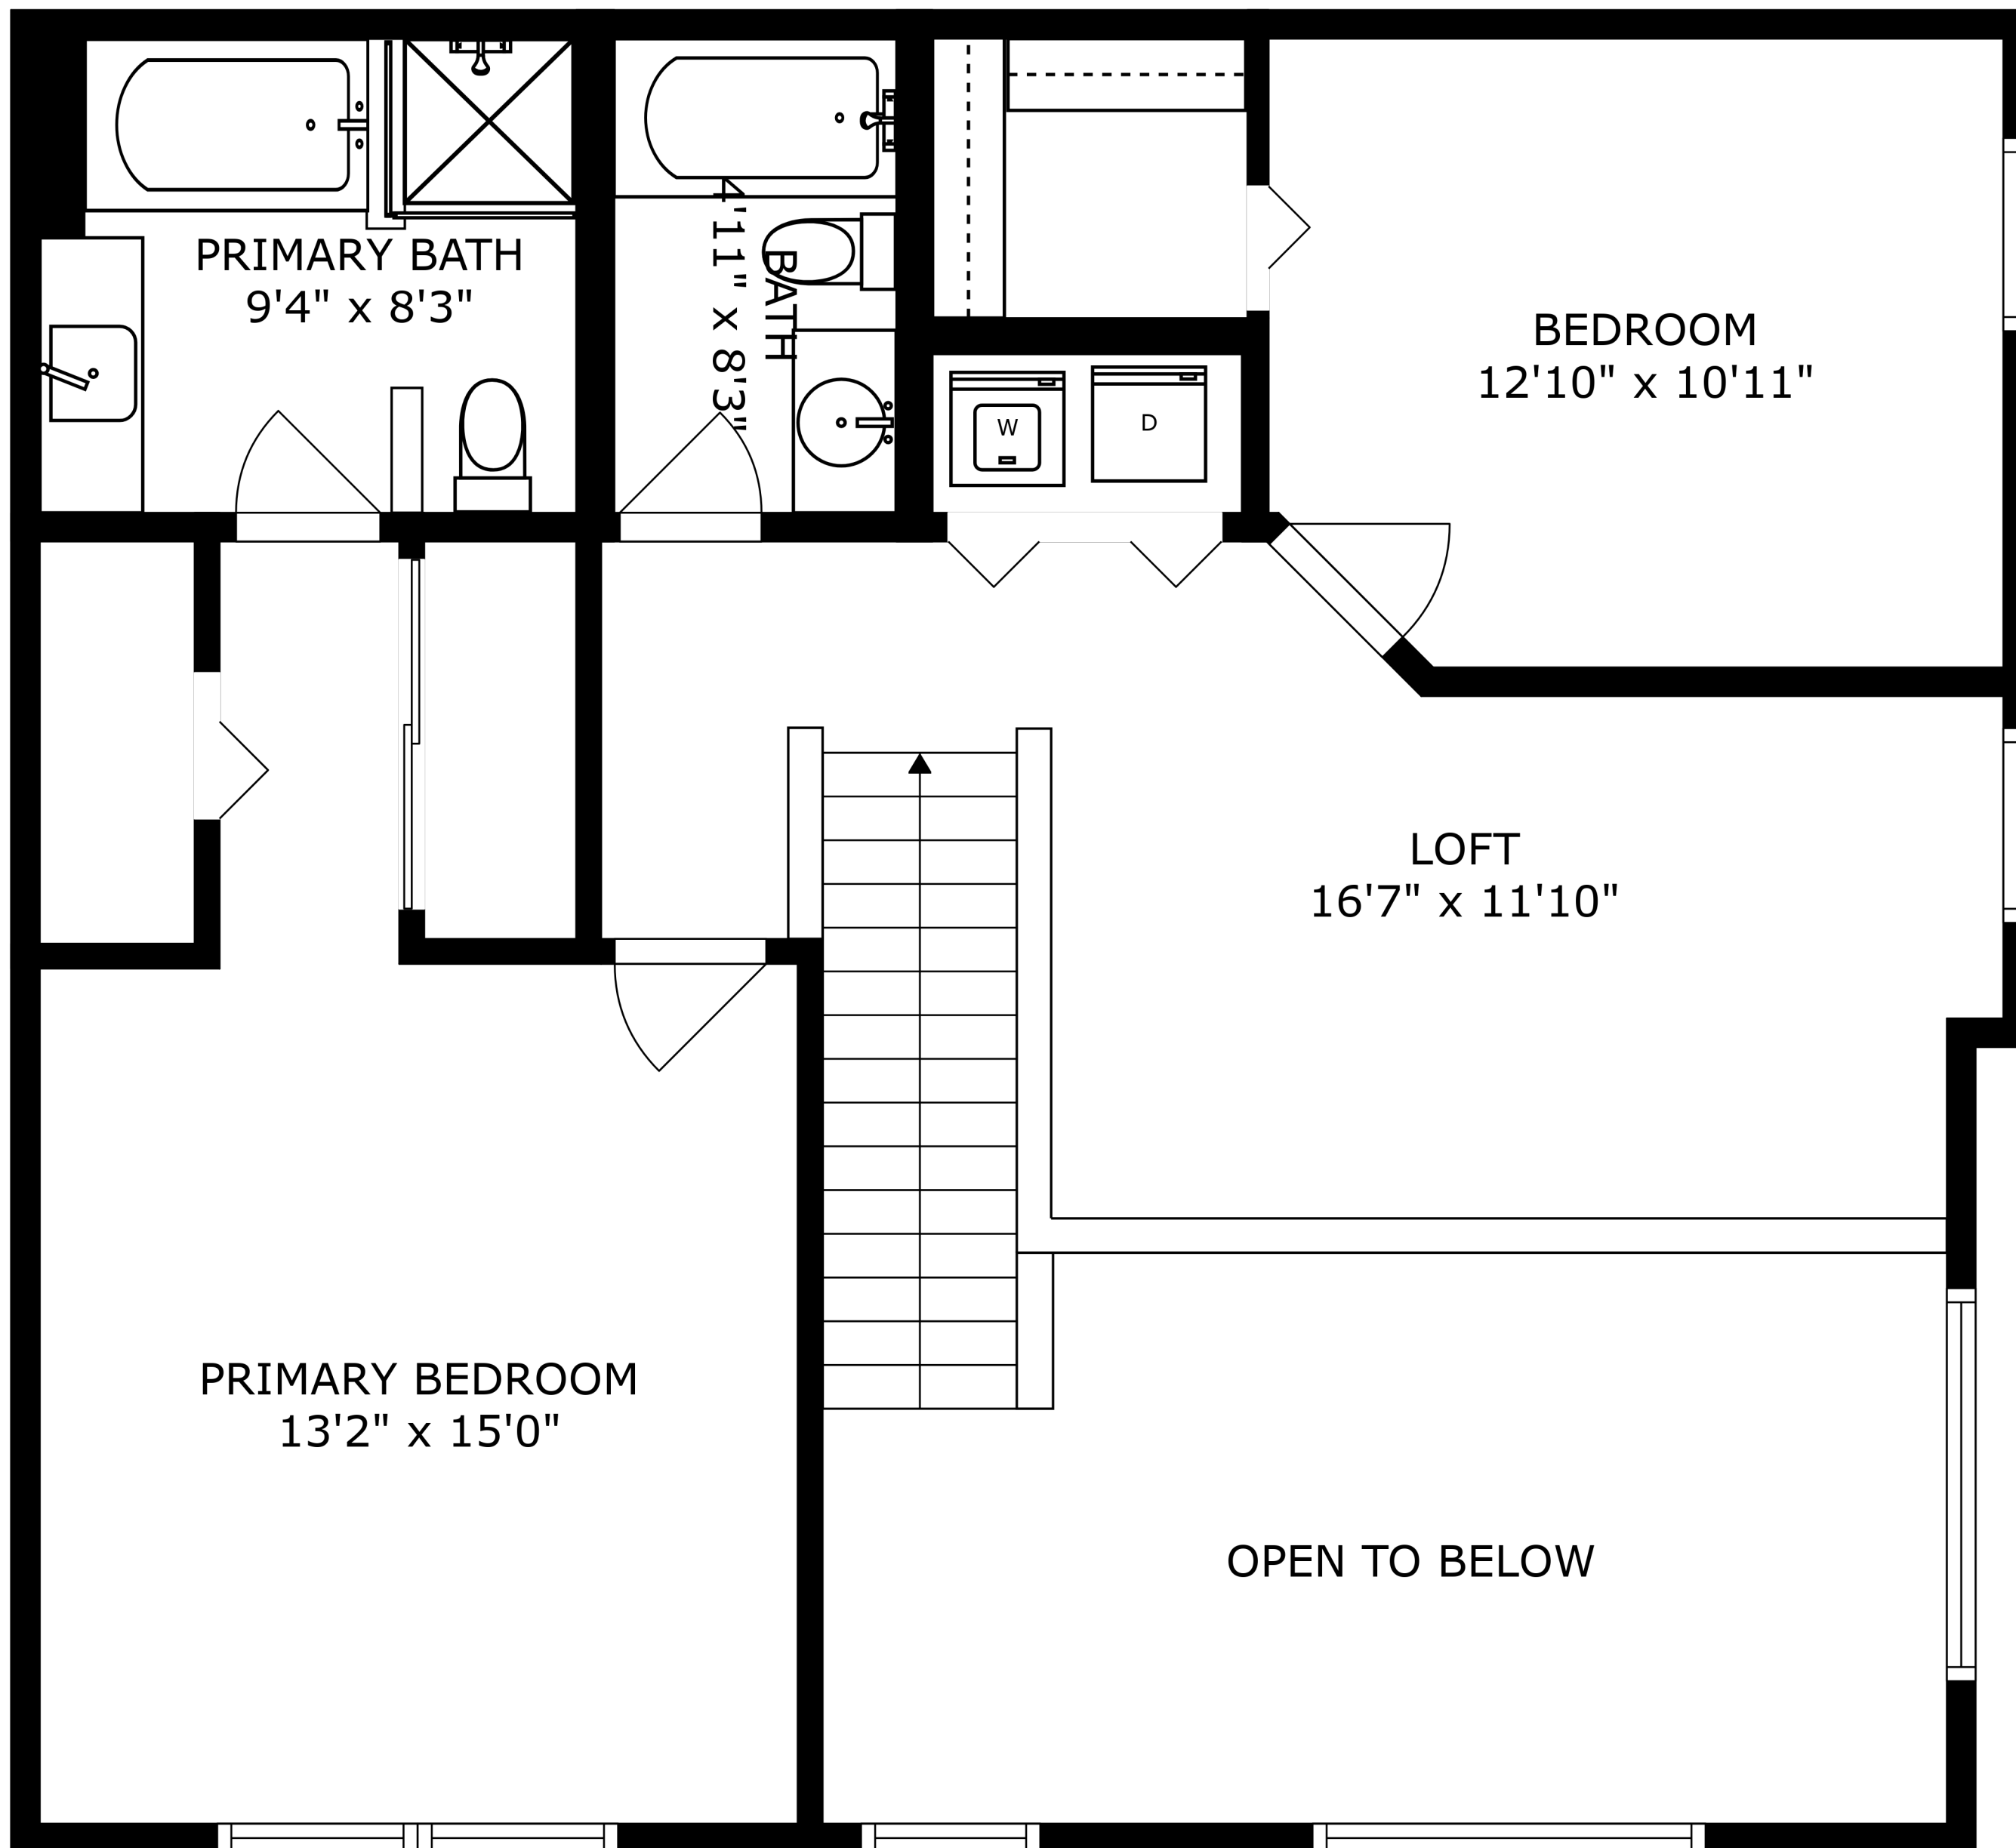 PRIMARY BATH
9'4" x 8'3"
BATH
4'11" x 8'3"
W
D
BEDROOM
12'10" x 10'11"
LOFT
16'7" x 11'10"
PRIMARY BEDROOM
13'2" x 15'0"
OPEN TO BELOW